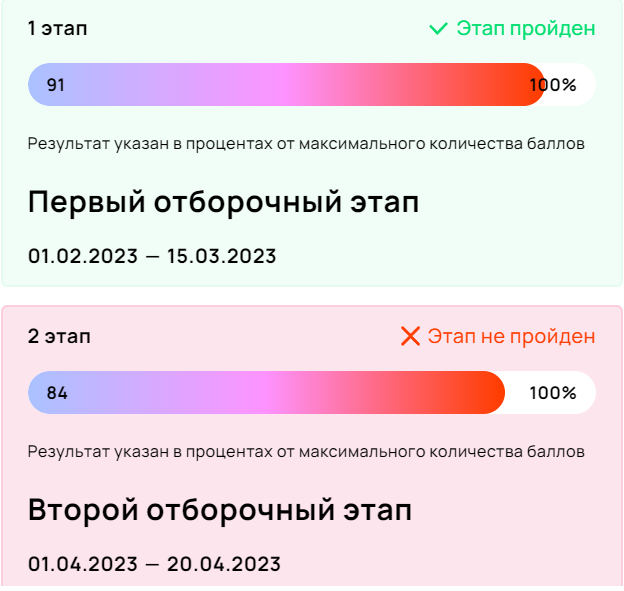 1 этап
Этап пройден
91
100%
Результат указан в процентах от максимального количества баллов
Первый отборочный этап
01.02.2023 — 15.03.2023
2 этап
Этап не пройден
84
100%
Результат указан в процентах от максимального количества баллов
Второй отборочный этап
01.04.2023 — 20.04.2023